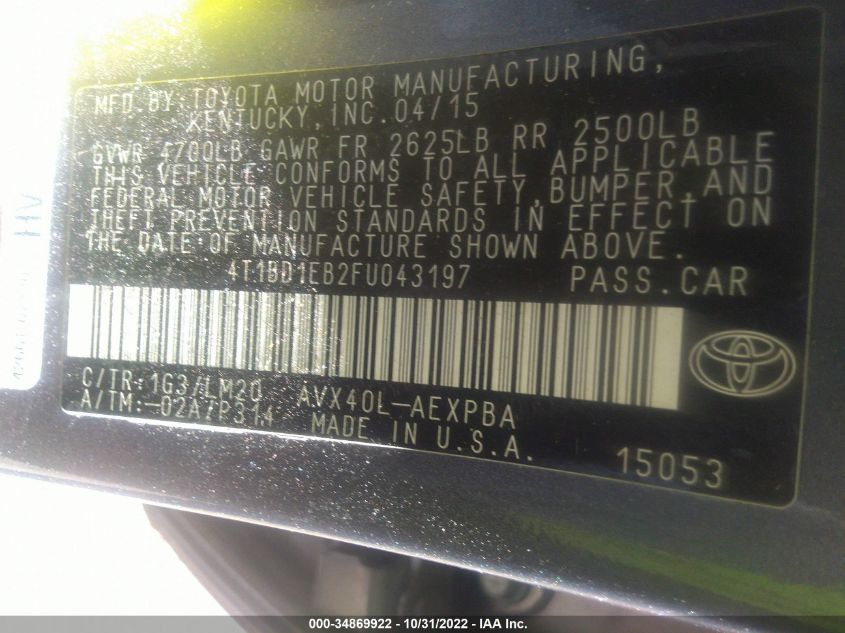 MFD. BY: TOYOTA MOTOR MANUFACTURING,
KENTUCKY, INC. 04/15
GVWR 4700LB GAWR FR 2625LB RR 2500LB
THIS VEHICLE CONFORMS TO ALL APPLICABLE
FEDERAL MOTOR VEHICLE SAFETY, BUMPER, AND
THEFT PREVENTION STANDARDS IN EFFECT ON
THE DATE OF MANUFACTURE SHOWN ABOVE.
4T1BD1EB2FU043197 PASS. CAR
C/TR: 1G3/LM20 AVX40L-AEXPBA
A/TM: -02A/P314 MADE IN U.S.A.
15053
HV
000-34869922 - 10/31/2022 - IAA Inc.